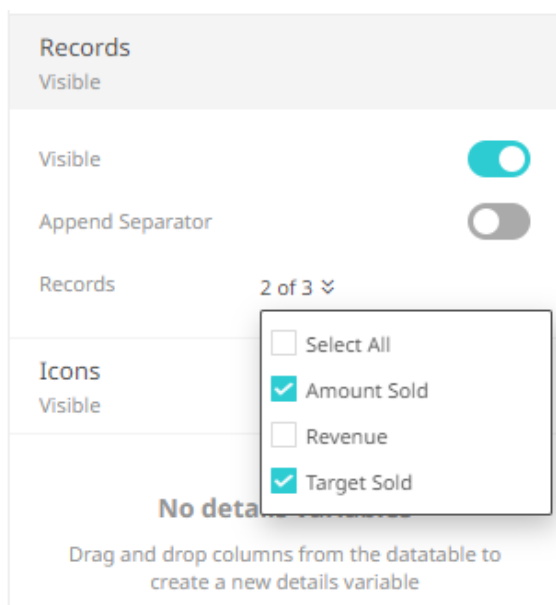 Records
Visible
Visible
Append Separator
Records 2 of 3
Select All
Icons
Amount Sold
Visible
Revenue
Target Sold
No
Drag and drop columns from the datatable to
create a new details variable